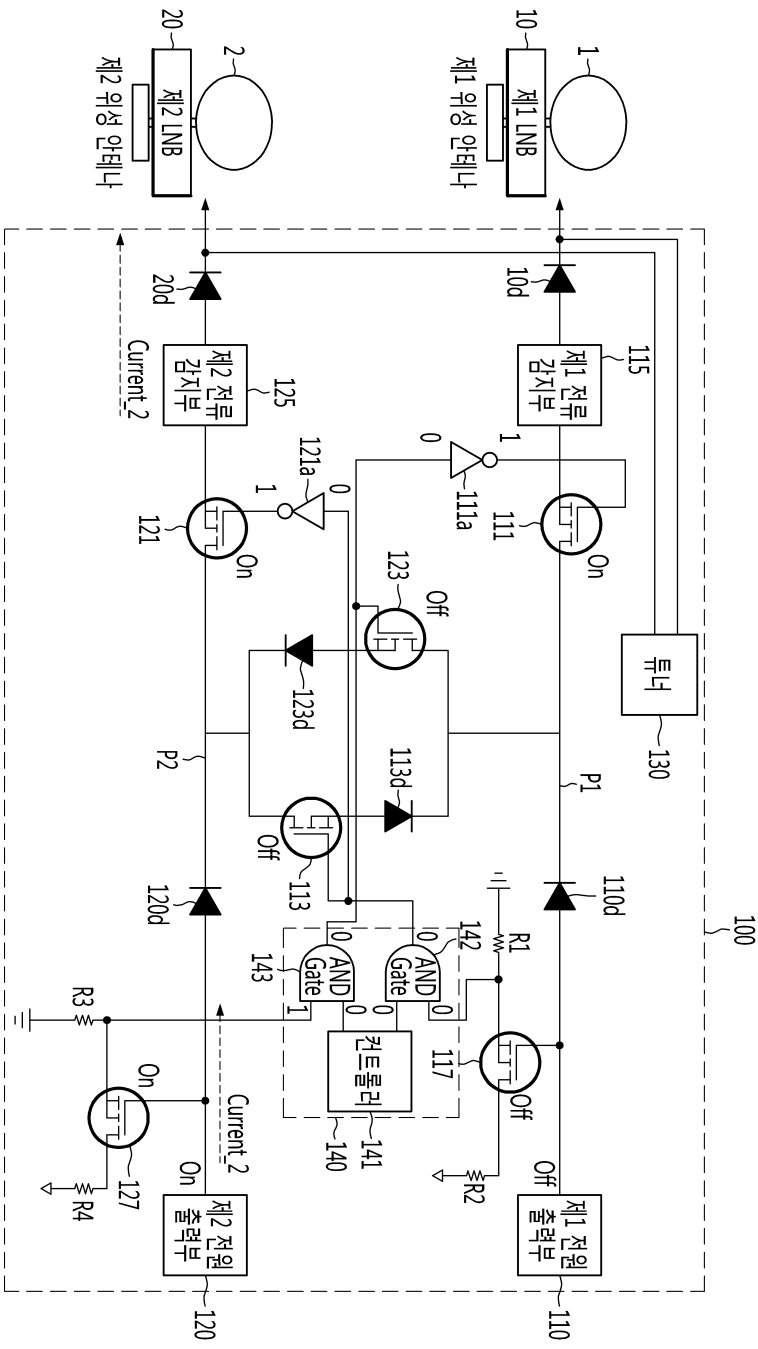 100
튜너
130
115
제1 전류
감지부
1
10
10d
110d
110
제1 LNB
제1 위성 안테나
111
On
P1
Off
제1 전원
출력부
1
111a
0
R1
117
Off
R2
142
AND
Gate
0
0
0
컨트롤러
141
140
123
Off
113d
143
AND
Gate
0
0
1
123d
113
Off
121a
0
1
125
제2 전류
감지부
2
20
20d
121
On
P2
120d
Current_2
On
제2 전원
출력부
120
제2 LNB
제2 위성 안테나
Current_2
R3
On
127
R4